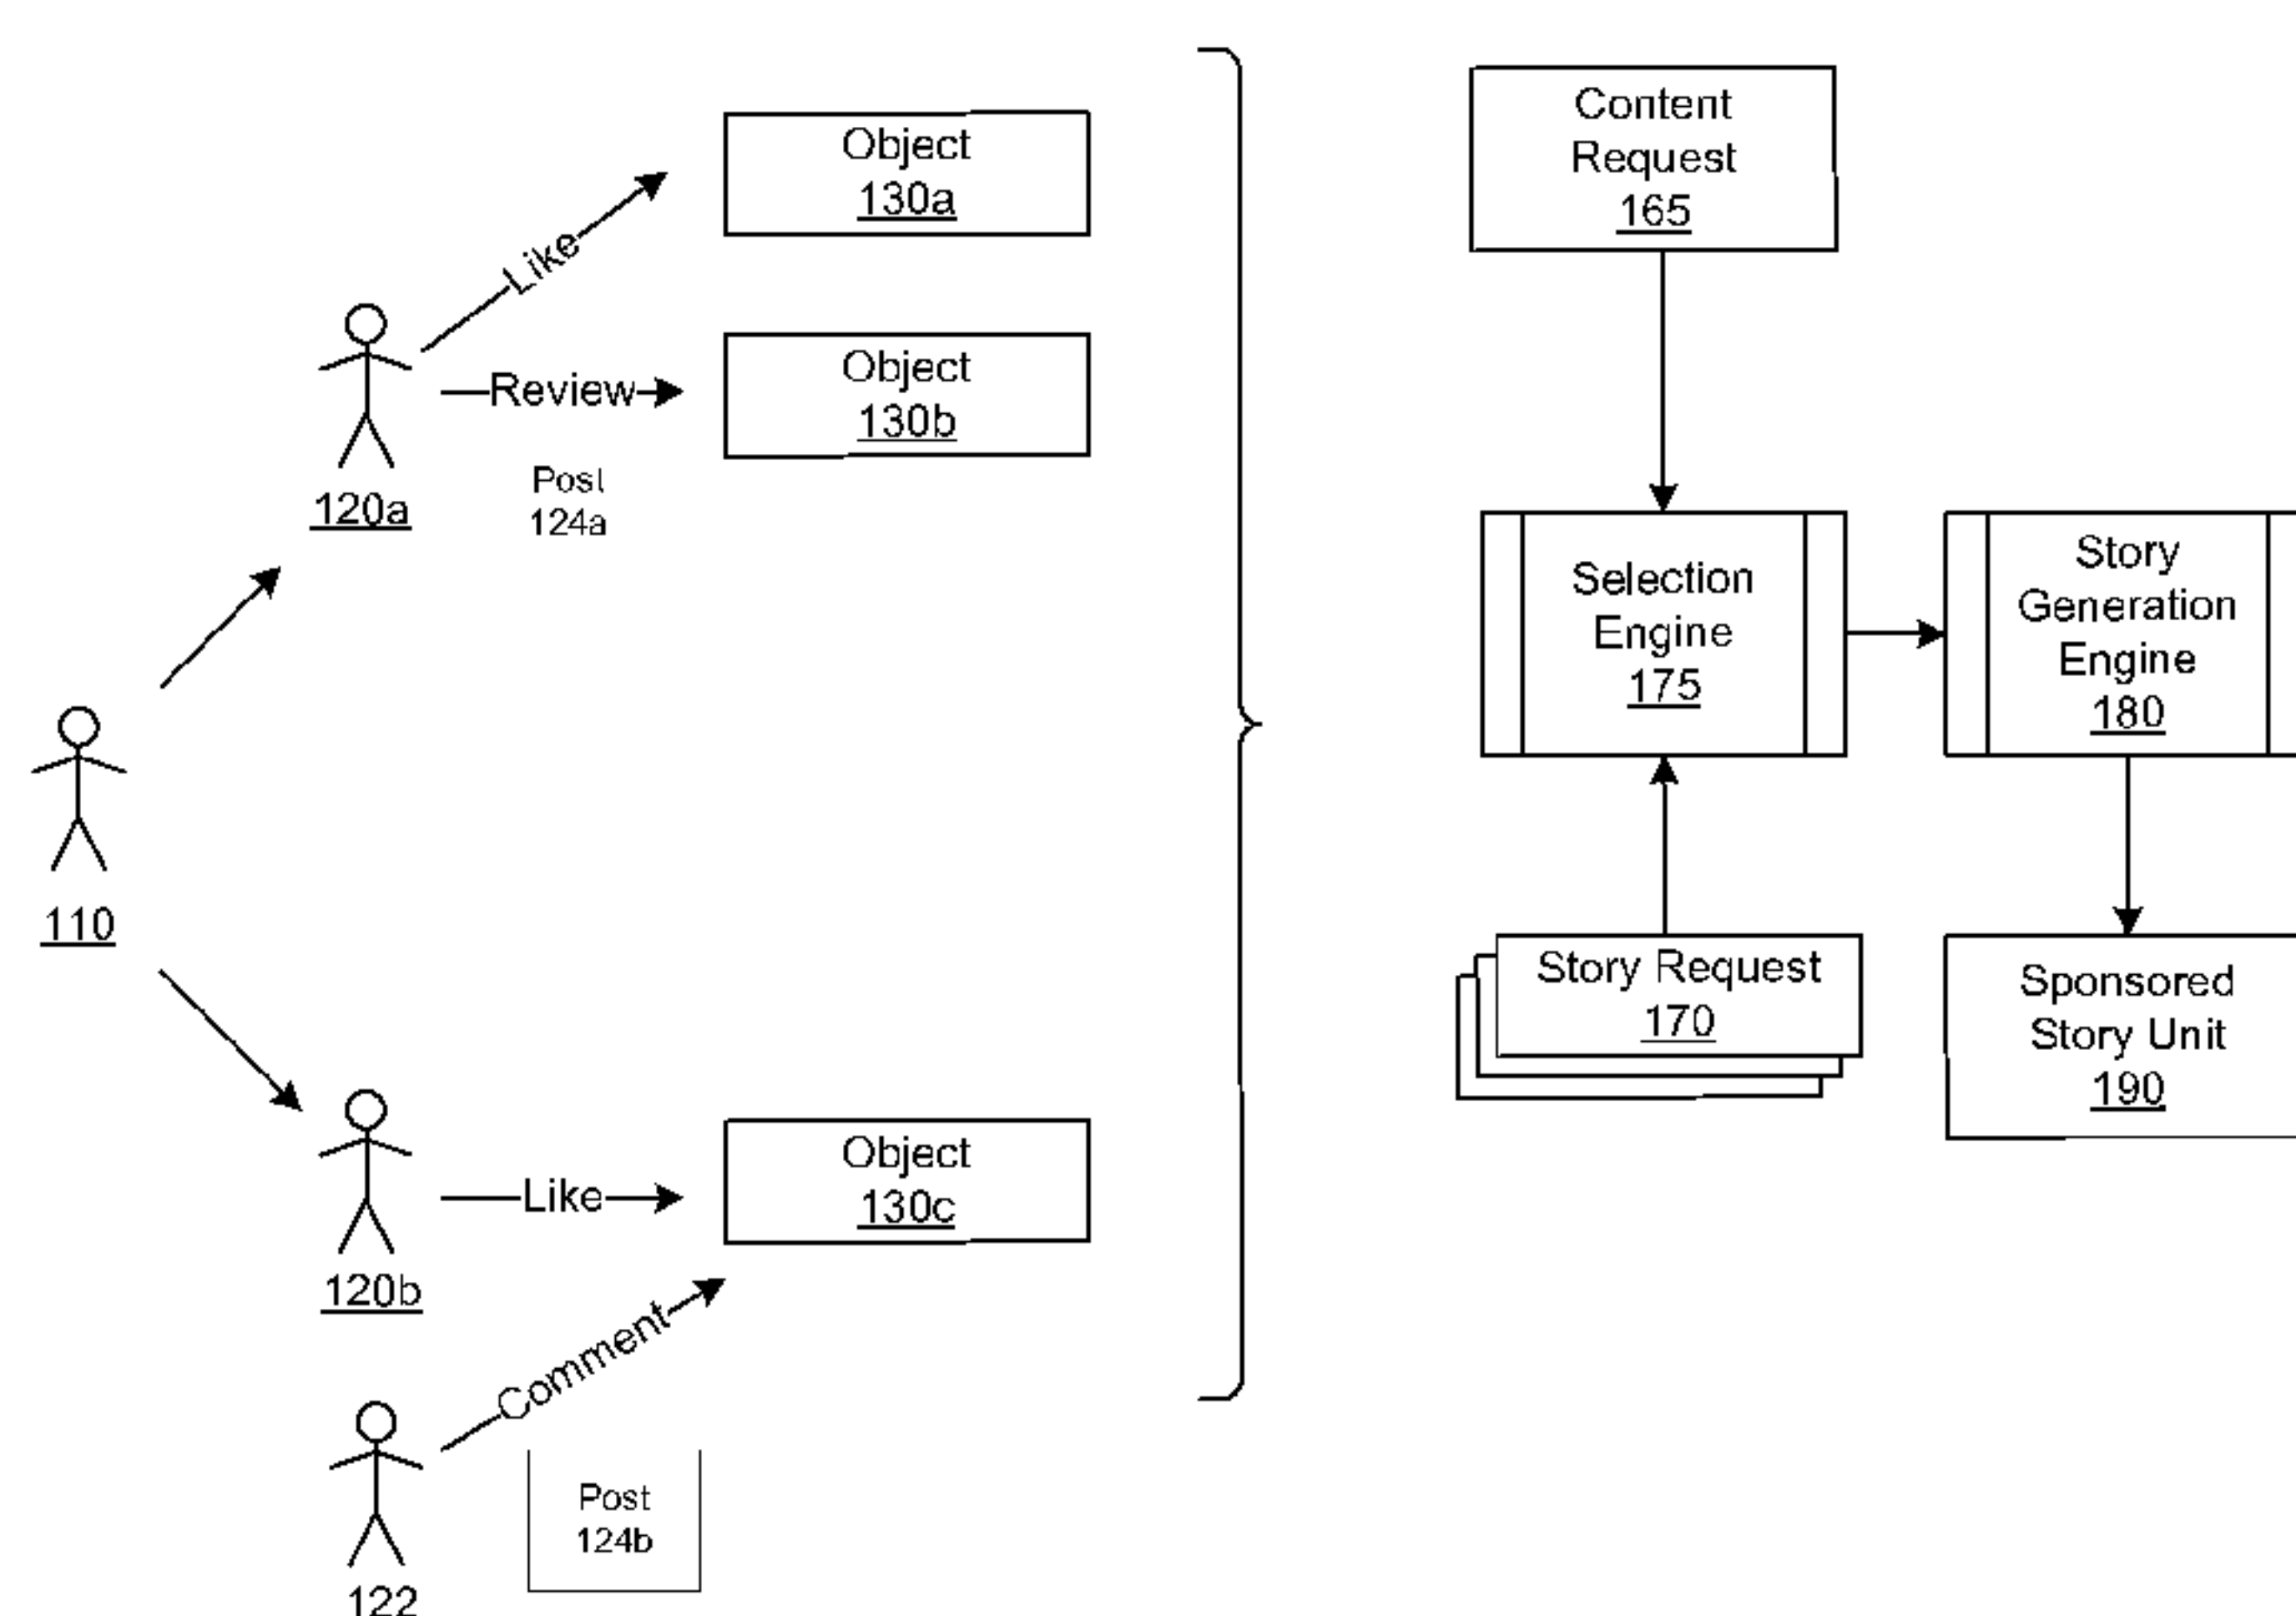 Object
130a
Like
Object
130b
Review
120a
Post
124a
110
Object
130c
Like
120b
Comment
Post
124b
122
Content
Request
165
Selection
Engine
175
Story
Generation
Engine
180
Story Request
170
Sponsored
Story Unit
190